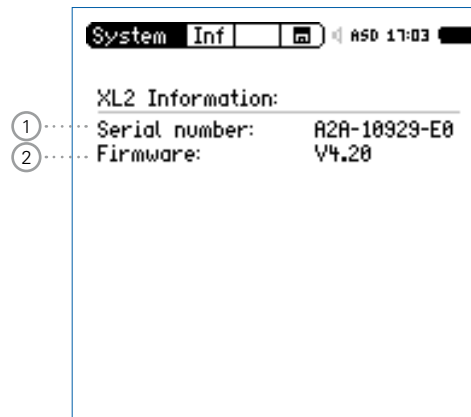 System Inf ASD 17:03
XL2 Information:
1 Serial number: A2A-10929-E0
2 Firmware: V4.20